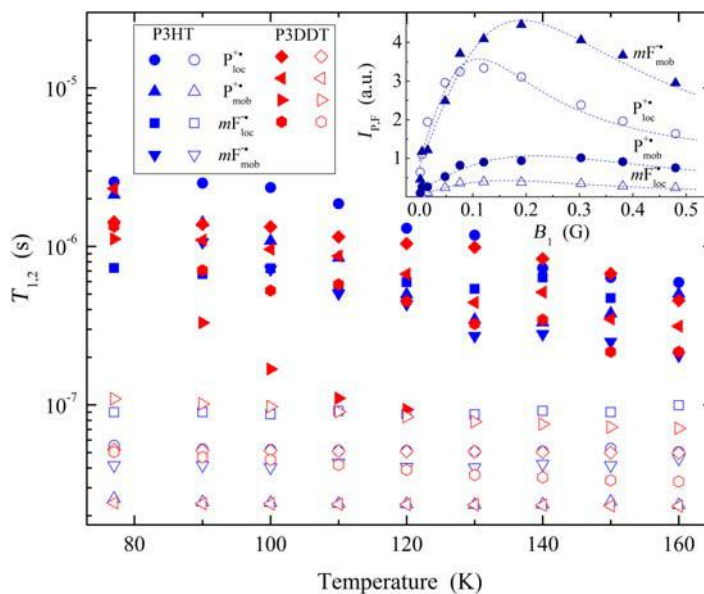 P3HT P3DDT
P⁺•loc
P⁺•mob
mF⁻•loc
mF⁻•mob
10⁻⁵
10⁻⁶
10⁻⁷
T1,2 (s)
80 100 120 140 160
Temperature (K)
5
4
3
2
1
I P,F (a.u.)
mF⁻•mob
P⁺•loc
P⁺•mob
mF⁻•loc
0.0 0.1 0.2 0.3 0.4 0.5
B1 (G)